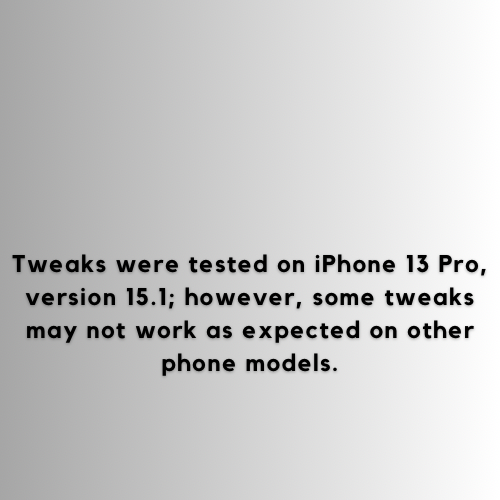 Tweaks were tested on iPhone 13 Pro,
version 15.1; however, some tweaks
may not work as expected on other
phone models.